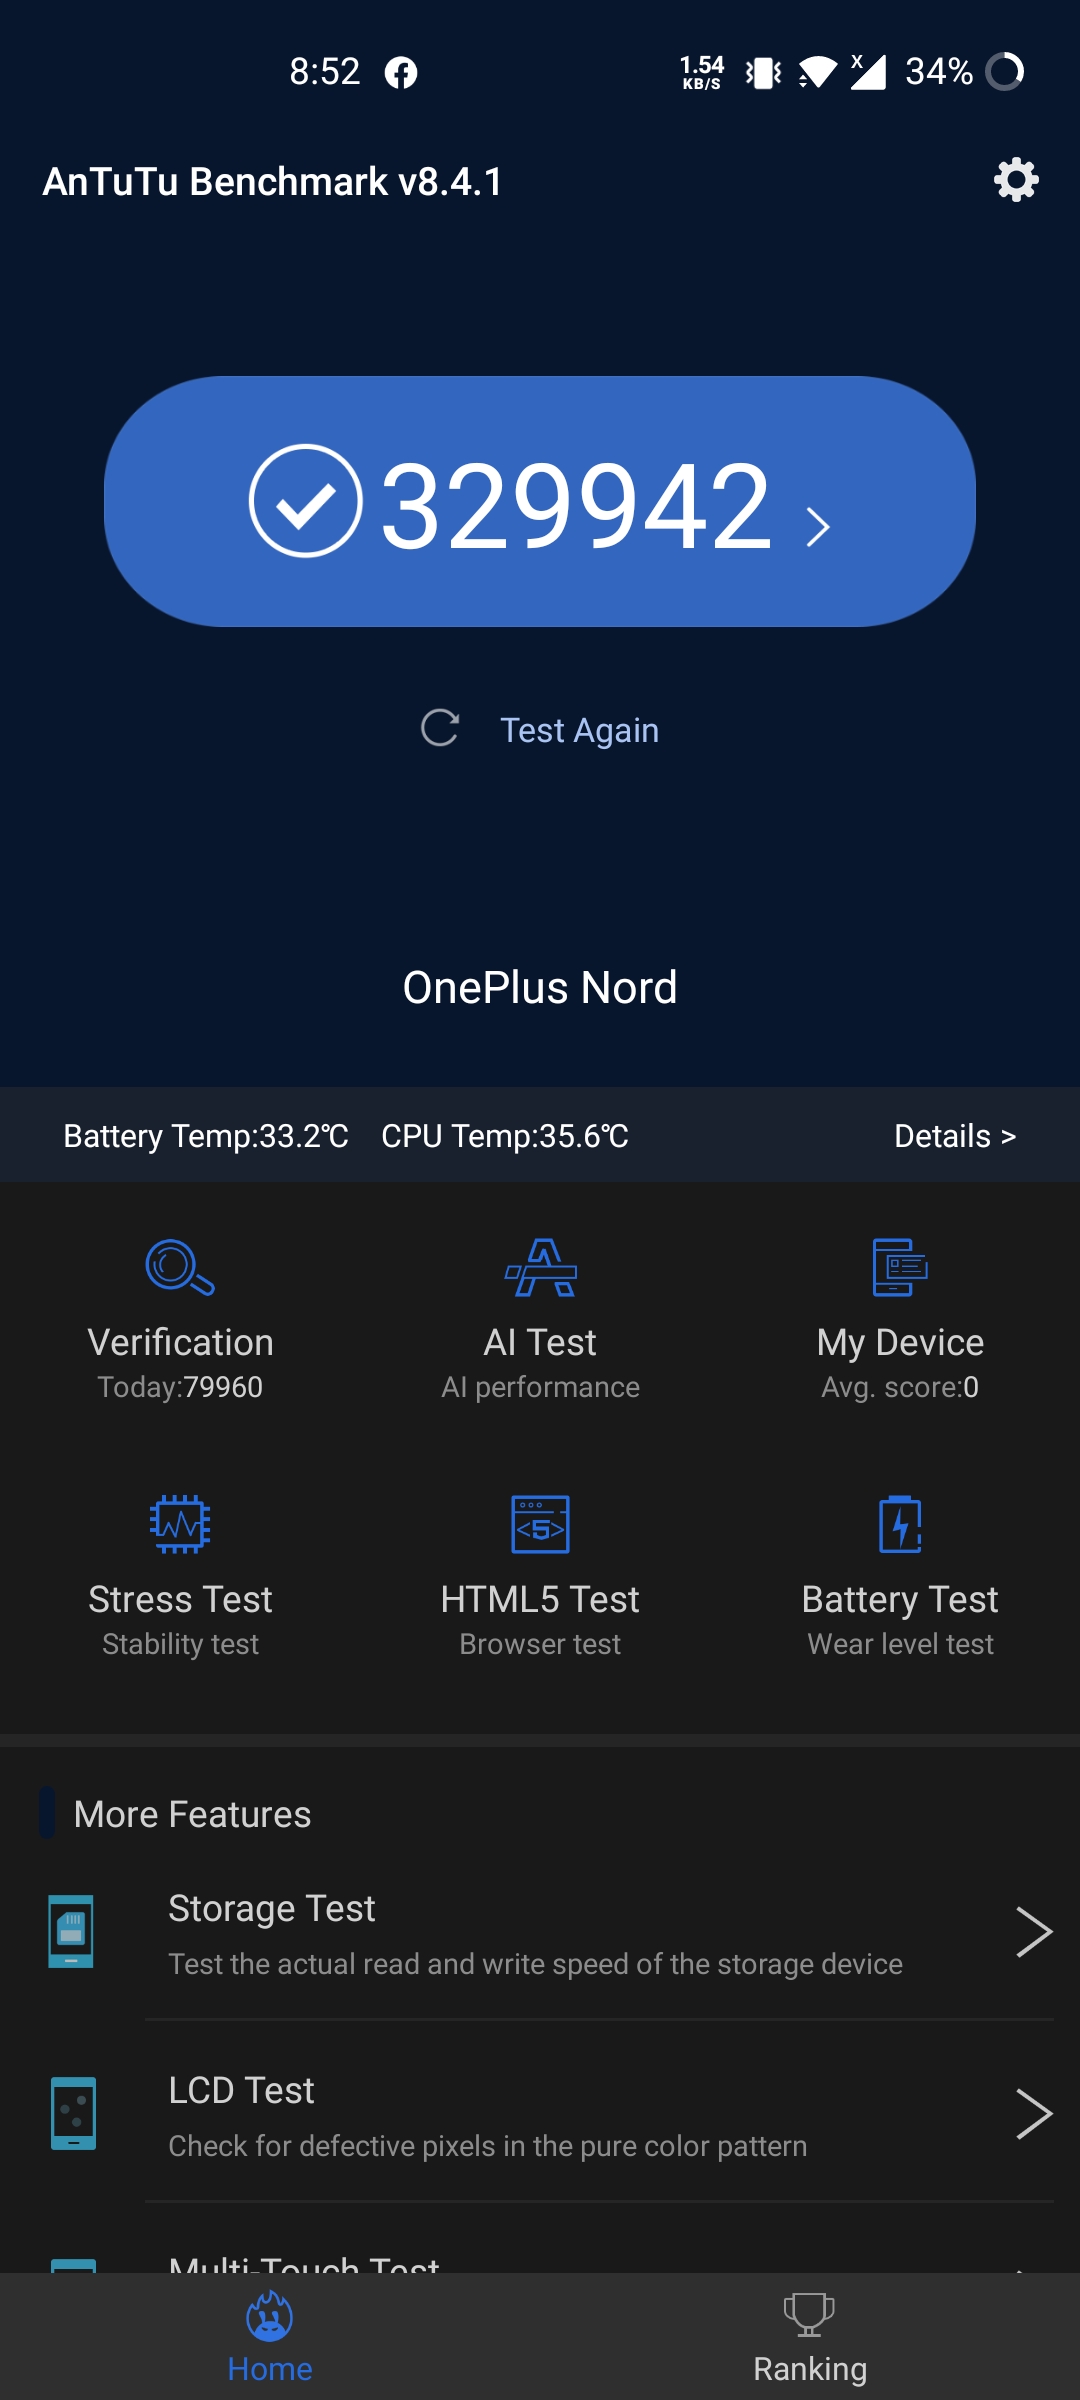 8:52 1.54 KB/S X 34%
AnTuTu Benchmark v8.4.1
329942 >
Test Again
OnePlus Nord
Battery Temp:33.2℃ CPU Temp:35.6℃ Details >
Verification AI Test My Device
Today:79960 AI performance Avg. score:0
<5>
Stress Test HTML5 Test Battery Test
Stability test Browser test Wear level test
More Features
Storage Test
Test the actual read and write speed of the storage device
LCD Test
Check for defective pixels in the pure color pattern
Multi-Touch Test
Home Ranking